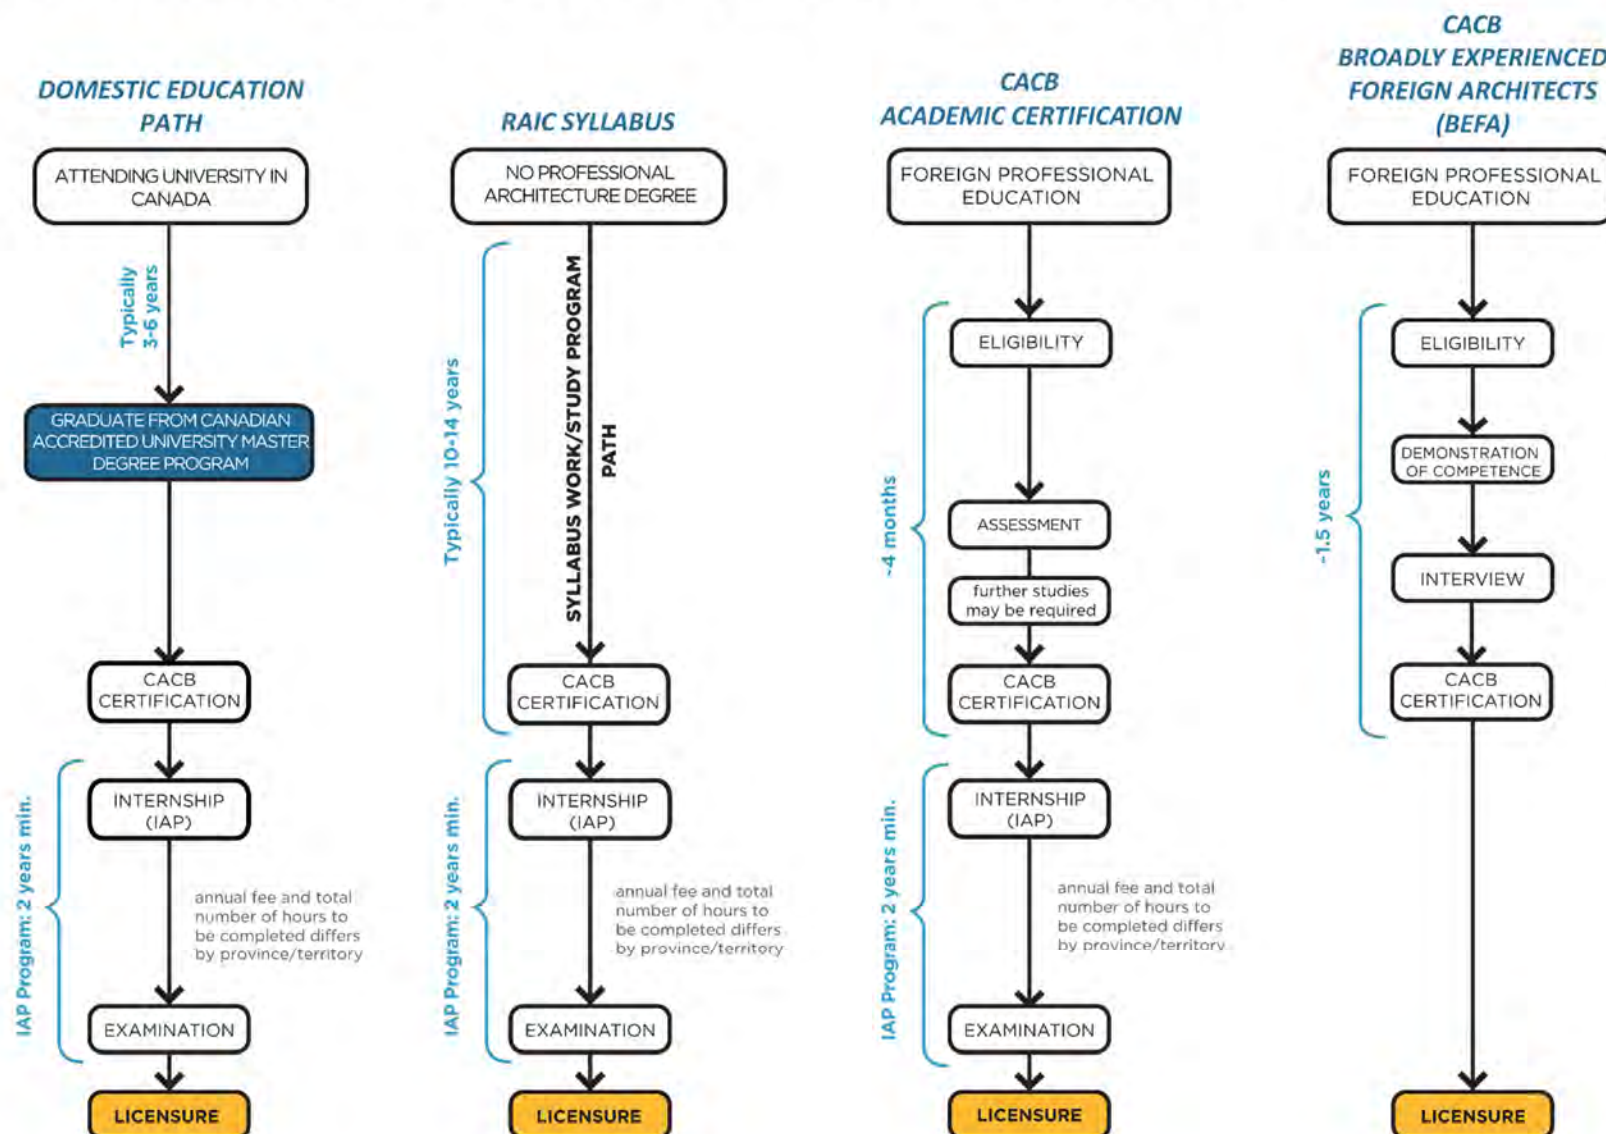 DOMESTIC EDUCATION
PATH
ATTENDING UNIVERSITY IN
CANADA
Typically
3-6 years
GRADUATE FROM CANADIAN
ACCREDITED UNIVERSITY MASTER
DEGREE PROGRAM
CACB
CERTIFICATION
IAP Program: 2 years min.
INTERNSHIP
(IAP)
annual fee and total
number of hours to
be completed differs
by province/territory
EXAMINATION
LICENSURE
RAIC SYLLABUS
NO PROFESSIONAL
ARCHITECTURE DEGREE
Typically 10-14 years
SYLLABUS WORK/STUDY PROGRAM
PATH
CACB
CERTIFICATION
IAP Program: 2 years min.
INTERNSHIP
(IAP)
annual fee and total
number of hours to
be completed differs
by province/territory
EXAMINATION
LICENSURE
CACB
ACADEMIC CERTIFICATION
FOREIGN PROFESSIONAL
EDUCATION
~4 months
ELIGIBILITY
ASSESSMENT
further studies
may be required
CACB
CERTIFICATION
IAP Program: 2 years min.
INTERNSHIP
(IAP)
annual fee and total
number of hours to
be completed differs
by province/territory
EXAMINATION
LICENSURE
CACB
BROADLY EXPERIENCED
FOREIGN ARCHITECTS
(BEFA)
FOREIGN PROFESSIONAL
EDUCATION
~1.5 years
ELIGIBILITY
DEMONSTRATION
OF COMPETENCE
INTERVIEW
CACB
CERTIFICATION
LICENSURE